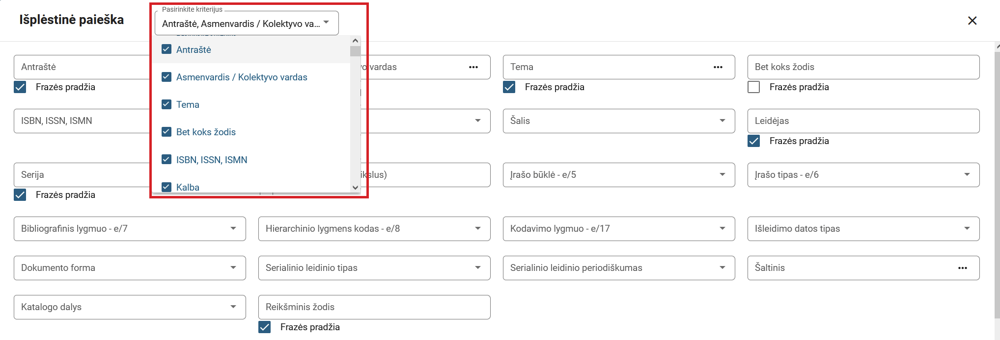 Išplėstinė paieška
Pasirinkite kriterijus
Antraštė, Asmenvardis / Kolektyvo va...
Antraštė
Asmenvardis / Kolektyvo vardas
Tema
Bet koks žodis
ISBN, ISSN, ISMN
Kalba
Antraštė
vardas
Tema
Bet koks žodis
Frazės pradžia
Frazės pradžia
Frazės pradžia
ISBN, ISSN, ISMN
Šalis
Leidėjas
Frazės pradžia
Serija
Įrašo būklė - e/5
Įrašo tipas - e/6
Frazės pradžia
Bibliografinis lygmuo - e/7
Hierarchinio lygmens kodas - e/8
Kodavimo lygmuo - e/17
Išleidimo datos tipas
Dokumento forma
Serialinio leidinio tipas
Serialinio leidinio periodiškumas
Šaltinis
Katalogo dalys
Reikšminis žodis
Frazės pradžia